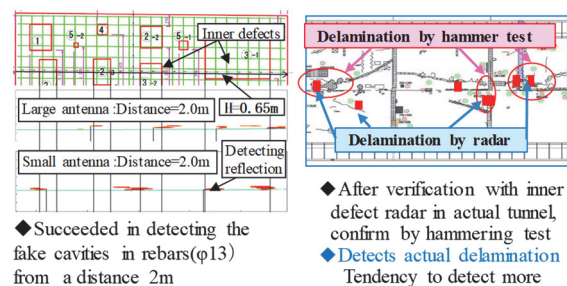 Inner defects
1
5-2
4
2-2
5-1
3-1
2
3
H=0.65m
Large antenna :Distance=2.0m
Small antenna :Distance=2.0m
Detecting
reflection
◆Succeeded in detecting the
fake cavities in rebars(φ13)
from a distance 2m
Delamination by hammer test
Delamination by radar
◆After verification with inner
defect radar in actual tunnel,
confirm by hammering test
◆Detects actual delamination
Tendency to detect more